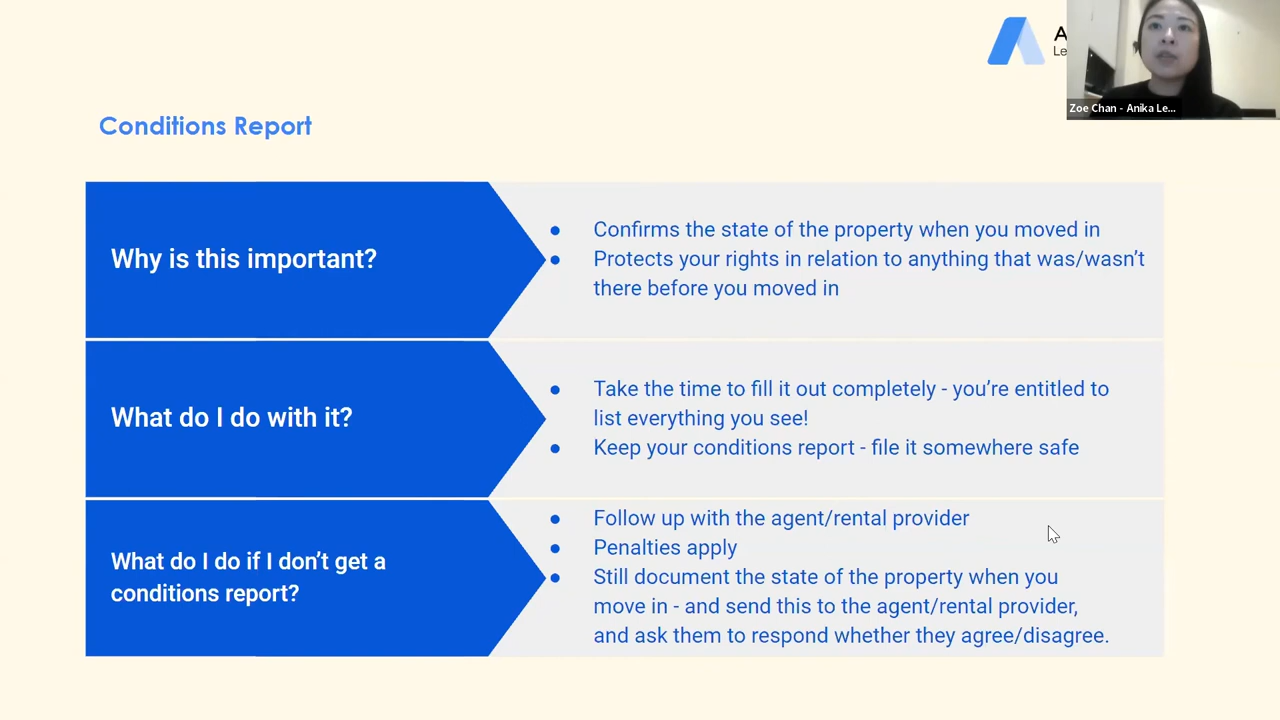 A
Le
Zoe Chan - Anika Le...
Conditions Report
Why is this important?
● Confirms the state of the property when you moved in
● Protects your rights in relation to anything that was/wasn’t
there before you moved in
What do I do with it?
● Take the time to fill it out completely - you’re entitled to
list everything you see!
● Keep your conditions report - file it somewhere safe
What do I do if I don’t get a
conditions report?
● Follow up with the agent/rental provider
● Penalties apply
● Still document the state of the property when you
move in - and send this to the agent/rental provider,
and ask them to respond whether they agree/disagree.